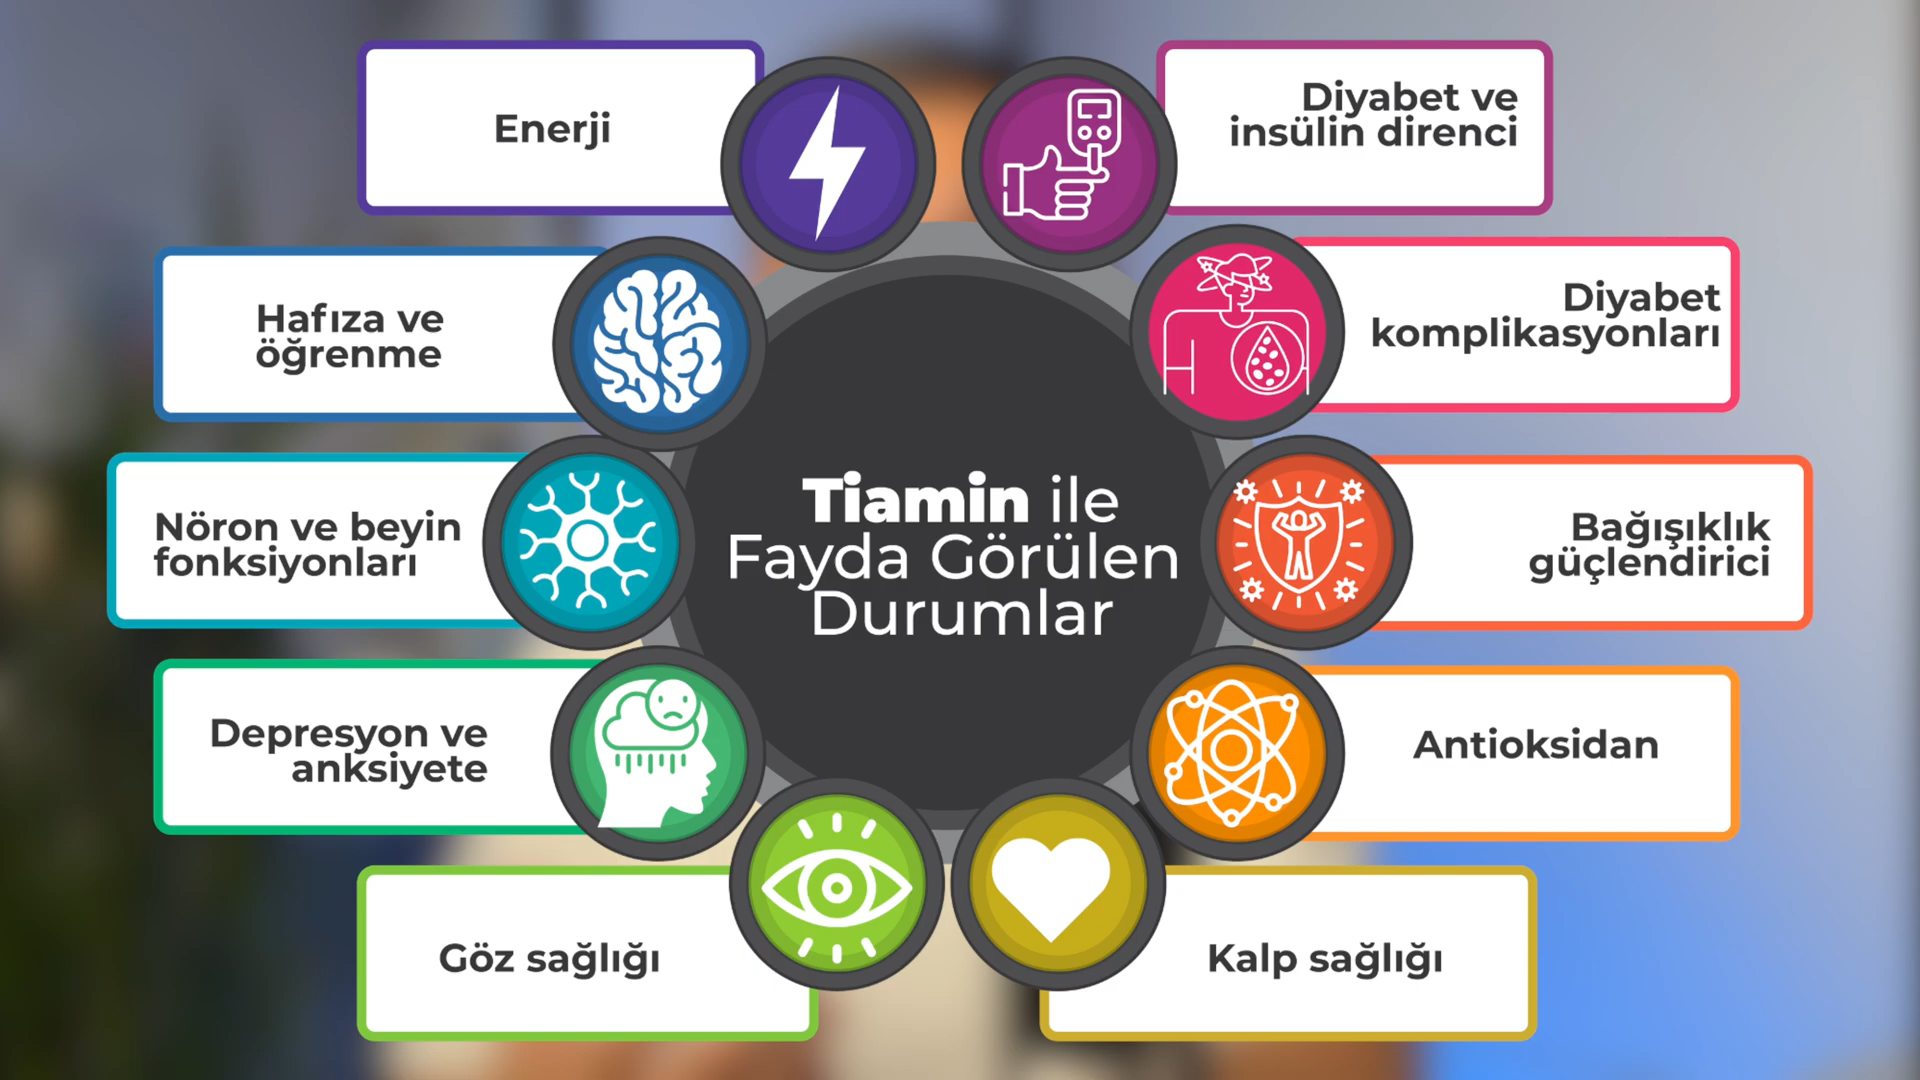 Enerji
Diyabet ve
insülin direnci
Hafıza ve
öğrenme
Diyabet
komplikasyonları
Nöron ve beyin
fonksiyonları
Tiamin ile
Fayda Görülen
Durumlar
Bağışıklık
güçlendirici
Depresyon ve
anksiyete
Antioksidan
Göz sağlığı
Kalp sağlığı